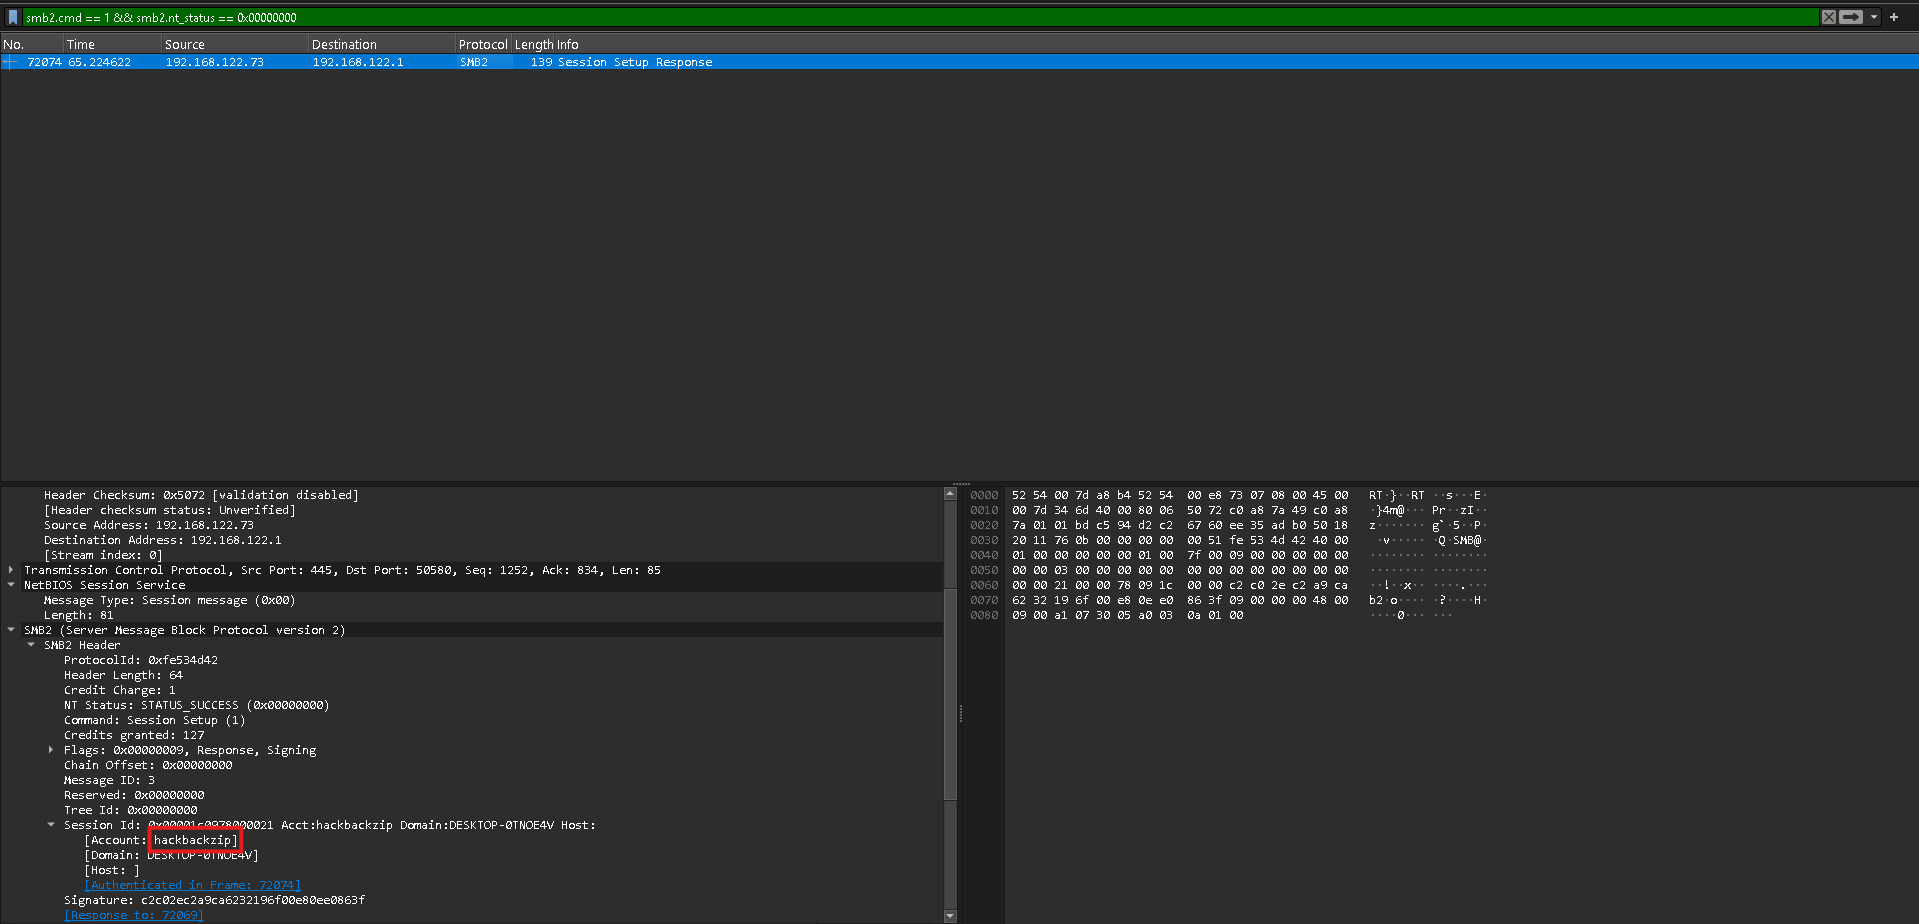 smb2.cmd == 1 && smb2.nt_status == 0x00000000
No. Time Source Destination Protocol Length Info
72074 65.224622 192.168.122.73 192.168.122.1 SMB2 139 Session Setup Response
Header Checksum: 0x5072 [validation disabled]
[Header checksum status: Unverified]
Source Address: 192.168.122.73
Destination Address: 192.168.122.1
[Stream index: 0]
Transmission Control Protocol, Src Port: 445, Dst Port: 50580, Seq: 1252, Ack: 834, Len: 85
NetBIOS Session Service
Message Type: Session message (0x00)
Length: 81
SMB2 (Server Message Block Protocol version 2)
SMB2 Header
ProtocolId: 0xfe534d42
Header Length: 64
Credit Charge: 1
NT Status: STATUS_SUCCESS (0x00000000)
Command: Session Setup (1)
Credits granted: 127
Flags: 0x00000009, Response, Signing
Chain Offset: 0x00000000
Message ID: 3
Reserved: 0x00000000
Tree Id: 0x00000000
Session Id: 0x00001c0978000021 Acct:hackbackzip Domain:DESKTOP-0TNOE4V Host:
[Account: hackbackzip]
[Domain: DESKTOP-0TNOE4V]
[Host: ]
[Authenticated in Frame: 72074]
Signature: c2c02ec2a9ca6232196f00e80ee0863f
[Response to: 72069]
0000 52 54 00 7d a8 b4 52 54 00 e8 73 07 08 00 45 00 RT·}··RT ··s···E·
0010 00 7d 34 6d 40 00 80 06 50 72 c0 a8 7a 49 c0 a8 ·}4m@··· Pr··zI··
0020 7a 01 01 bd c5 94 d2 c2 67 60 ee 35 ad b0 50 18 z······· g`·5··P·
0030 20 11 76 0b 00 00 00 00 00 51 fe 53 4d 42 40 00  ·v····· ·Q·SMB@·
0040 01 00 00 00 00 00 01 00 7f 00 09 00 00 00 00 00 ········ ········
0050 00 00 03 00 00 00 00 00 00 00 00 00 00 00 00 00 ········ ········
0060 00 00 21 00 00 78 09 1c 00 00 c2 c0 2e c2 a9 ca ··!··x·· ····.···
0070 62 32 19 6f 00 e8 0e e0 86 3f 09 00 00 00 48 00 b2·o···· ·?····H·
0080 09 00 a1 07 30 05 a0 03 0a 01 00 ····0··· ···